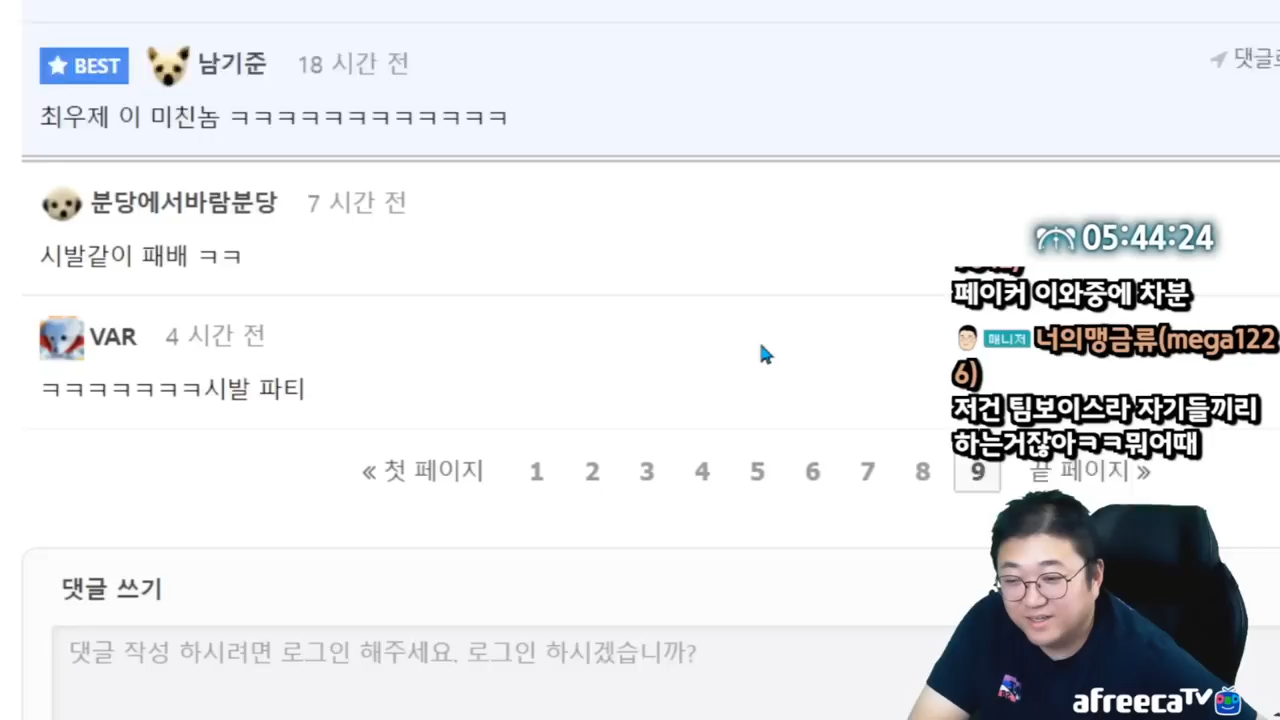 BEST 남기준 18 시간 전
최우제 이 미친놈 ㅋㅋㅋㅋㅋㅋㅋㅋㅋㅋㅋㅋ
분당에서바람분당 7 시간 전
시발같이 패배 ㅋㅋ
VAR 4 시간 전
ㅋㅋㅋㅋㅋㅋㅋ시발 파티
« 첫 페이지 1 2 3 4 5 6 7 8 9 끝 페이지 »
댓글 쓰기
댓글 작성 하시려면 로그인 해주세요. 로그인 하시겠습니까?
05:44:24
페이커 이와중에 차분
매니저 너의맹금류(mega122
6)
저건 팀보이스라 자기들끼리
하는거잖아ㅋㅋ뭐어때
afreecaTV